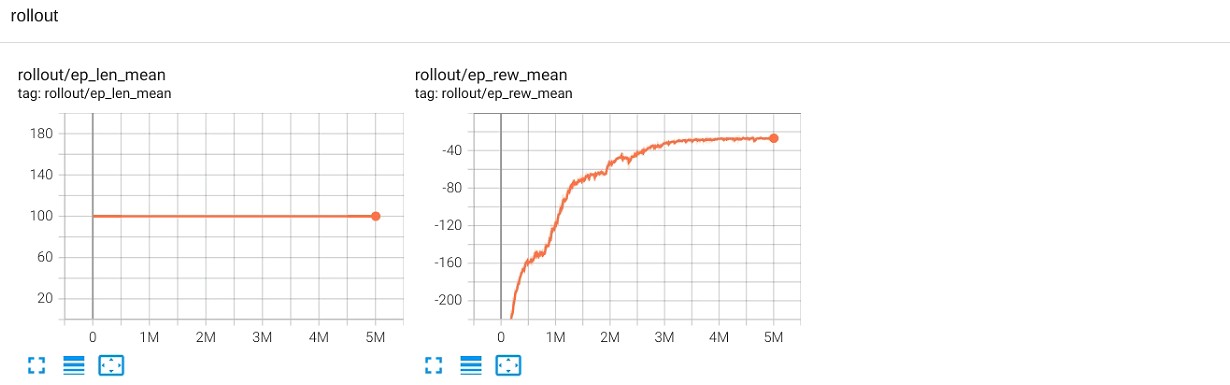 rollout
rollout/ep_len_mean
tag: rollout/ep_len_mean
180
140
100
60
20
0 1M 2M 3M 4M 5M
rollout/ep_rew_mean
tag: rollout/ep_rew_mean
-40
-80
-120
-160
-200
0 1M 2M 3M 4M 5M